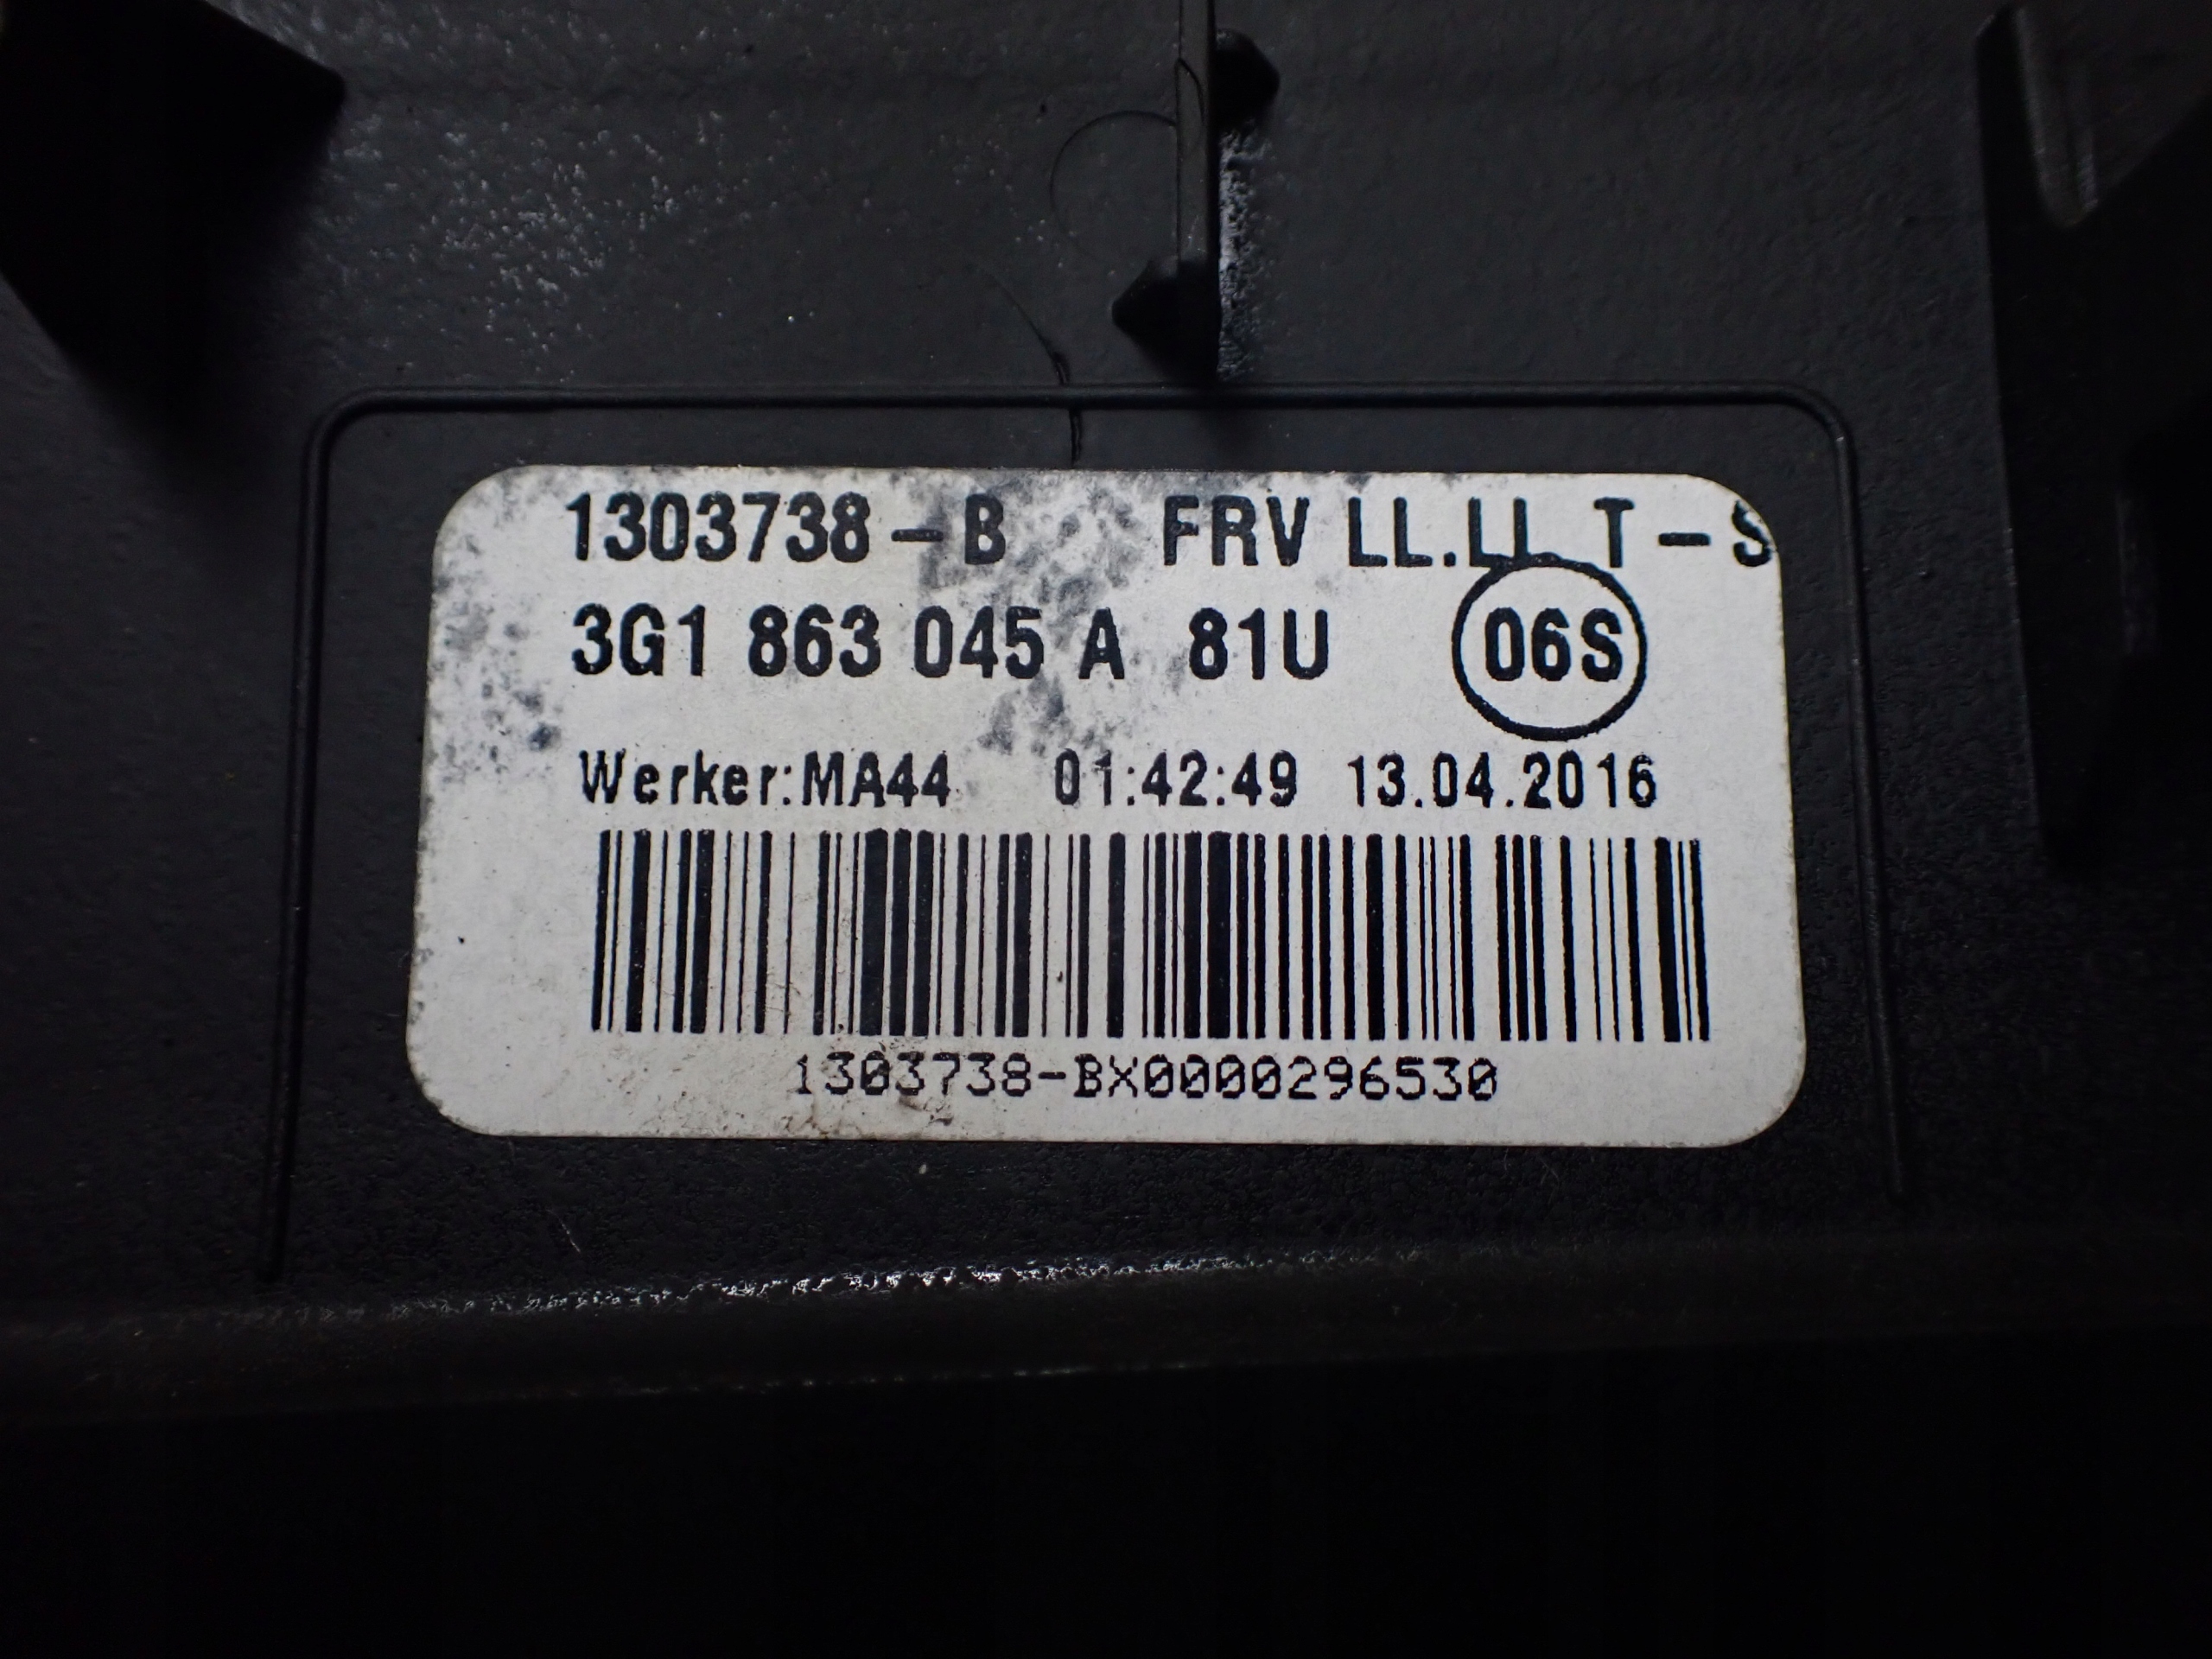 1303738-B FRV LL.LL T-S
3G1 863 045 A 81U 06S
Werker:MA44 01:42:49 13.04.2016
1303738-BX0000296530